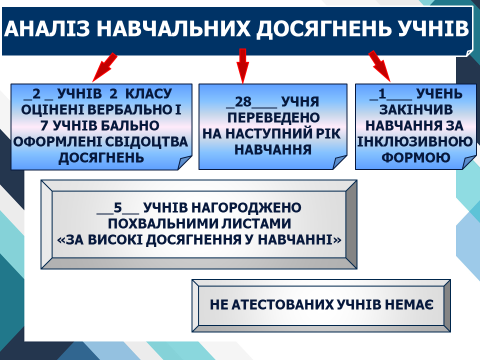 АНАЛІЗ НАВЧАЛЬНИХ ДОСЯГНЕНЬ УЧНІВ
_2 _ УЧНІВ 2 КЛАСУ
ОЦІНЕНІ ВЕРБАЛЬНО І
7 УЧНІВ БАЛЬНО
ОФОРМЛЕНІ СВІДОЦТВА
ДОСЯГНЕНЬ
_28___ УЧНЯ
ПЕРЕВЕДЕНО
НА НАСТУПНИЙ РІК
НАВЧАННЯ
_1___ УЧЕНЬ
ЗАКІНЧИВ
НАВЧАННЯ ЗА
ІНКЛЮЗИВНОЮ
ФОРМОЮ
__5__ УЧНІВ НАГОРОДЖЕНО
ПОХВАЛЬНИМИ ЛИСТАМИ
«ЗА ВИСОКІ ДОСЯГНЕННЯ У НАВЧАННІ»
НЕ АТЕСТОВАНИХ УЧНІВ НЕМАЄ